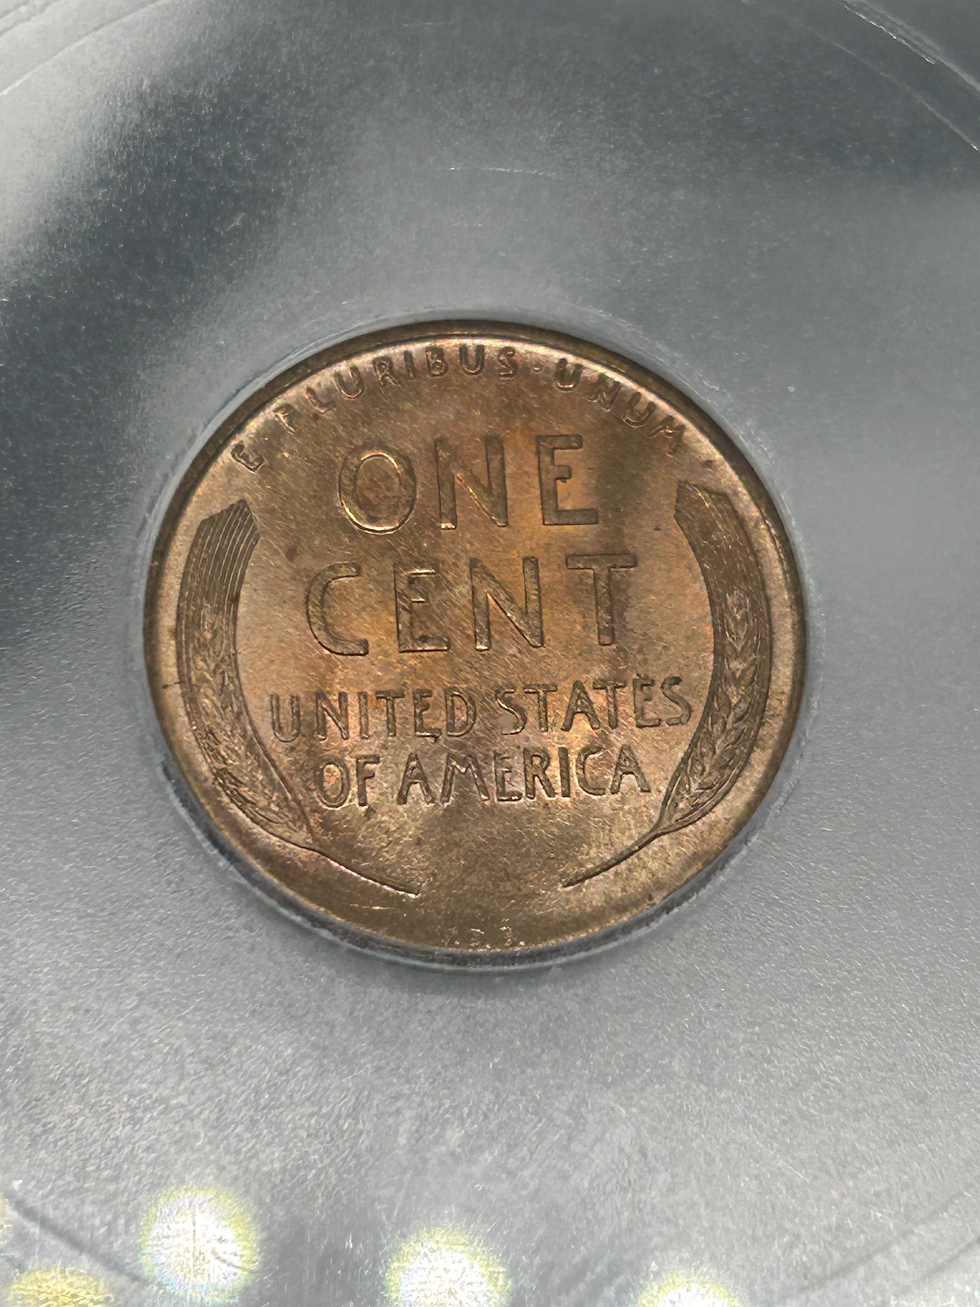 E PLURIBUS·UNUM
ONE
CENT
UNITED STATES
OF AMERICA
V.D.B.